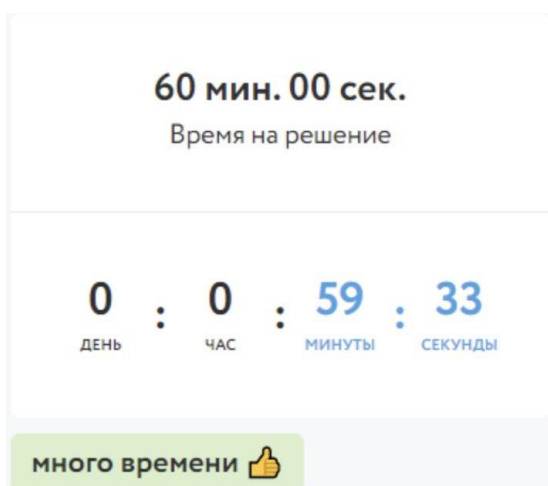 60 мин. 00 сек.
Время на решение
0 : 0 : 59 : 33
ДЕНЬ ЧАС МИНУТЫ СЕКУНДЫ
много времени 👍